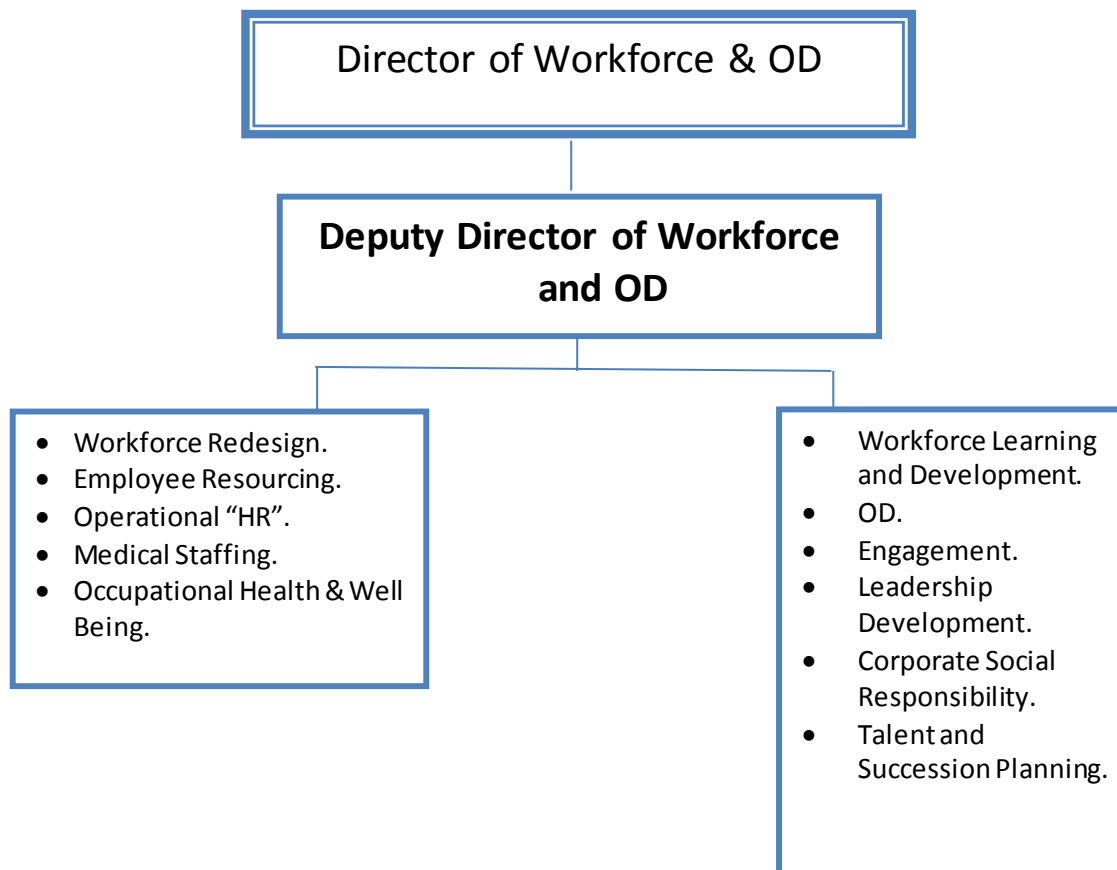 Director of Workforce & OD
Deputy Director of Workforce
and OD
• Workforce Redesign.
• Employee Resourcing.
• Operational “HR”.
• Medical Staffing.
• Occupational Health & Well
Being.
• Workforce Learning
and Development.
• OD.
• Engagement.
• Leadership
Development.
• Corporate Social
Responsibility.
• Talent and
Succession Planning.